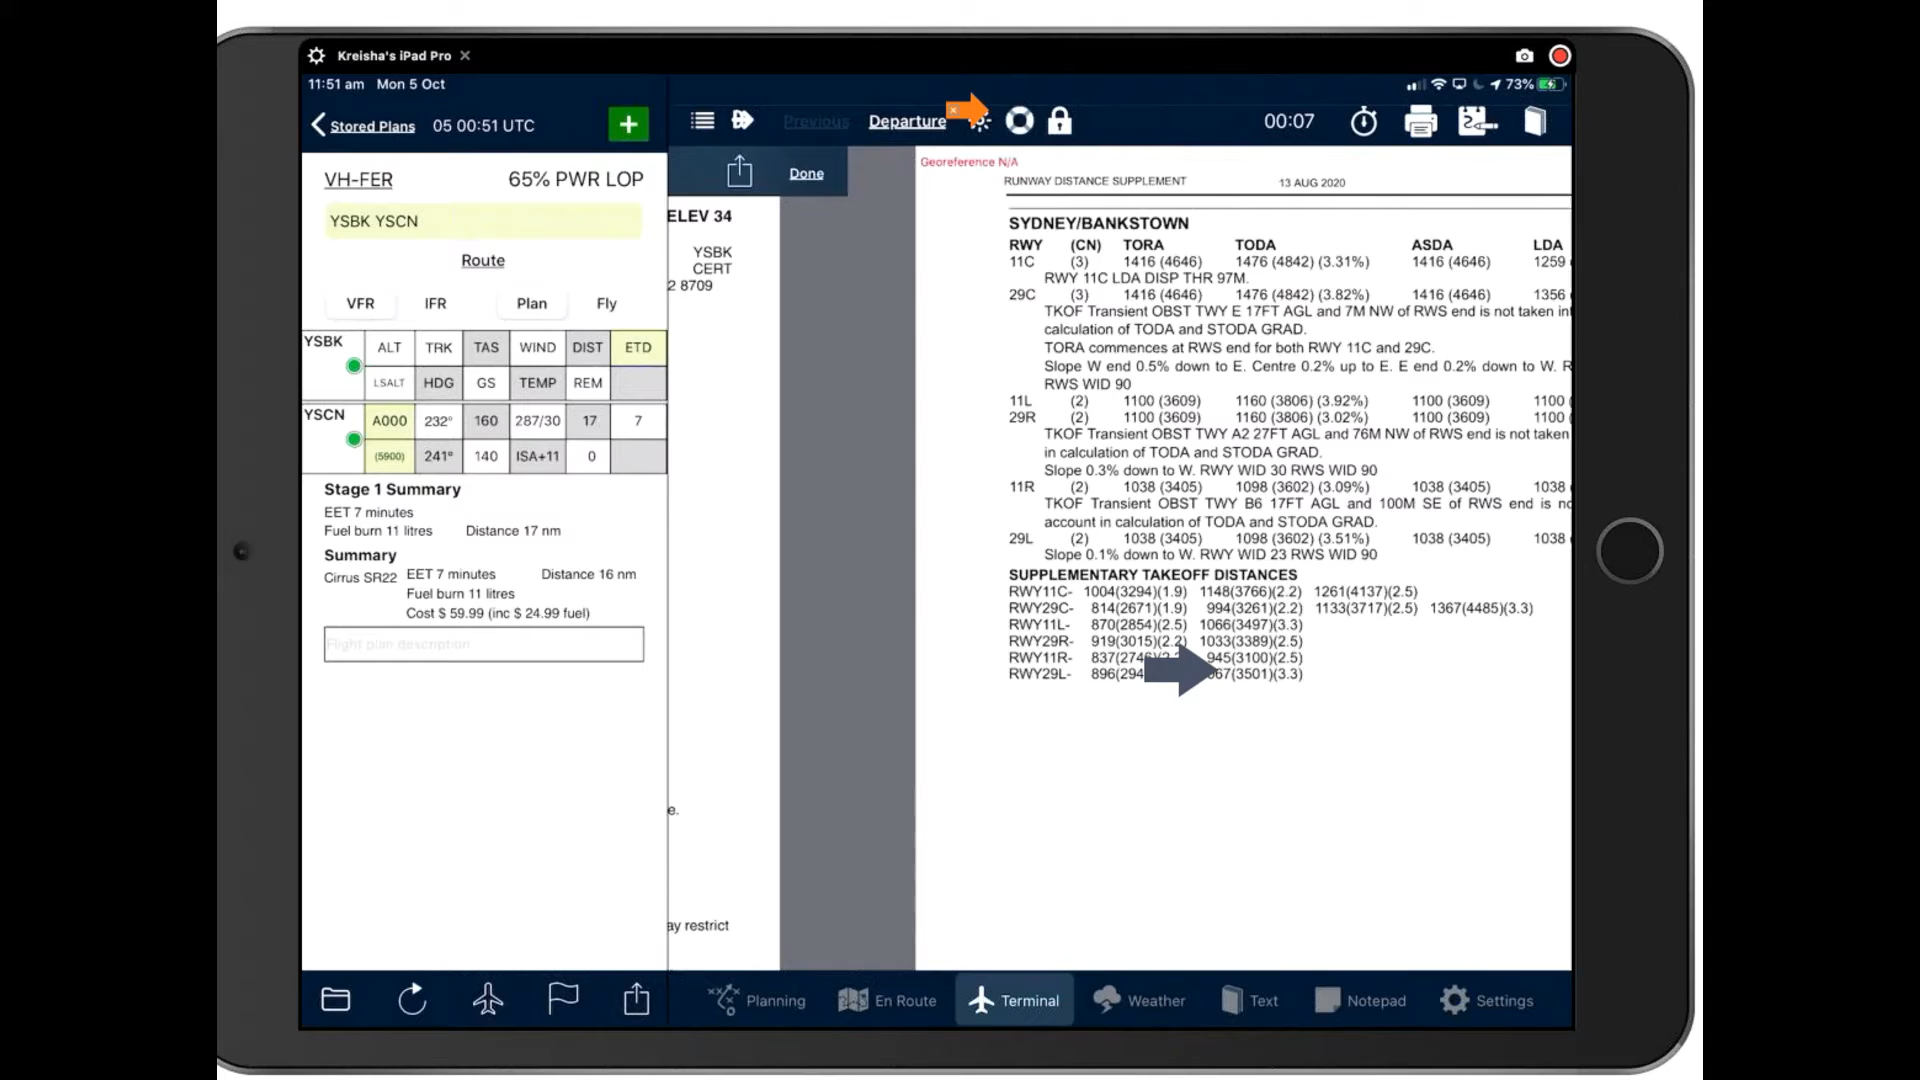 Kreisha's iPad Pro
11:51 am Mon 5 Oct
73%
Stored Plans 05 00:51 UTC
Previous Departure 00:07
VH-FER 65% PWR LOP
YSBK YSCN
Route
VFR IFR Plan Fly
YSBK ALT TRK TAS WIND DIST ETD
LSALT HDG GS TEMP REM
YSCN A000 232° 160 287/30 17 7
(5900) 241° 140 ISA+11 0
Stage 1 Summary
EET 7 minutes
Fuel burn 11 litres Distance 17 nm
Summary
Cirrus SR22 EET 7 minutes Distance 16 nm
Fuel burn 11 litres
Cost $ 59.99 (inc $ 24.99 fuel)
Flight plan description
Done
ELEV 34
YSBK
CERT
2 8709
e.
ay restrict
Georeference N/A
RUNWAY DISTANCE SUPPLEMENT 13 AUG 2020
SYDNEY/BANKSTOWN
RWY (CN) TORA TODA ASDA LDA
11C (3) 1416 (4646) 1476 (4842) (3.31%) 1416 (4646) 1259
RWY 11C LDA DISP THR 97M.
29C (3) 1416 (4646) 1476 (4842) (3.82%) 1416 (4646) 1356
TKOF Transient OBST TWY E 17FT AGL and 7M NW of RWS end is not taken in
calculation of TODA and STODA GRAD.
TORA commences at RWS end for both RWY 11C and 29C.
Slope W end 0.5% down to E. Centre 0.2% up to E. E end 0.2% down to W. R
RWS WID 90
11L (2) 1100 (3609) 1160 (3806) (3.92%) 1100 (3609) 1100 (
29R (2) 1100 (3609) 1160 (3806) (3.02%) 1100 (3609) 1100 (
TKOF Transient OBST TWY A2 27FT AGL and 76M NW of RWS end is not taken
in calculation of TODA and STODA GRAD.
Slope 0.3% down to W. RWY WID 30 RWS WID 90
11R (2) 1038 (3405) 1098 (3602) (3.09%) 1038 (3405) 1038
TKOF Transient OBST TWY B6 17FT AGL and 100M SE of RWS end is no
account in calculation of TODA and STODA GRAD.
29L (2) 1038 (3405) 1098 (3602) (3.51%) 1038 (3405) 1038
Slope 0.1% down to W. RWY WID 23 RWS WID 90
SUPPLEMENTARY TAKEOFF DISTANCES
RWY11C- 1004(3294)(1.9) 1148(3766)(2.2) 1261(4137)(2.5)
RWY29C- 814(2671)(1.9) 994(3261)(2.2) 1133(3717)(2.5) 1367(4485)(3.3)
RWY11L- 870(2854)(2.5) 1066(3497)(3.3)
RWY29R- 919(3015)(2.2) 1033(3389)(2.5)
RWY11R- 837(274 945(3100)(2.5)
RWY29L- 896(294 67(3501)(3.3)
Planning En Route Terminal Weather Text Notepad Settings